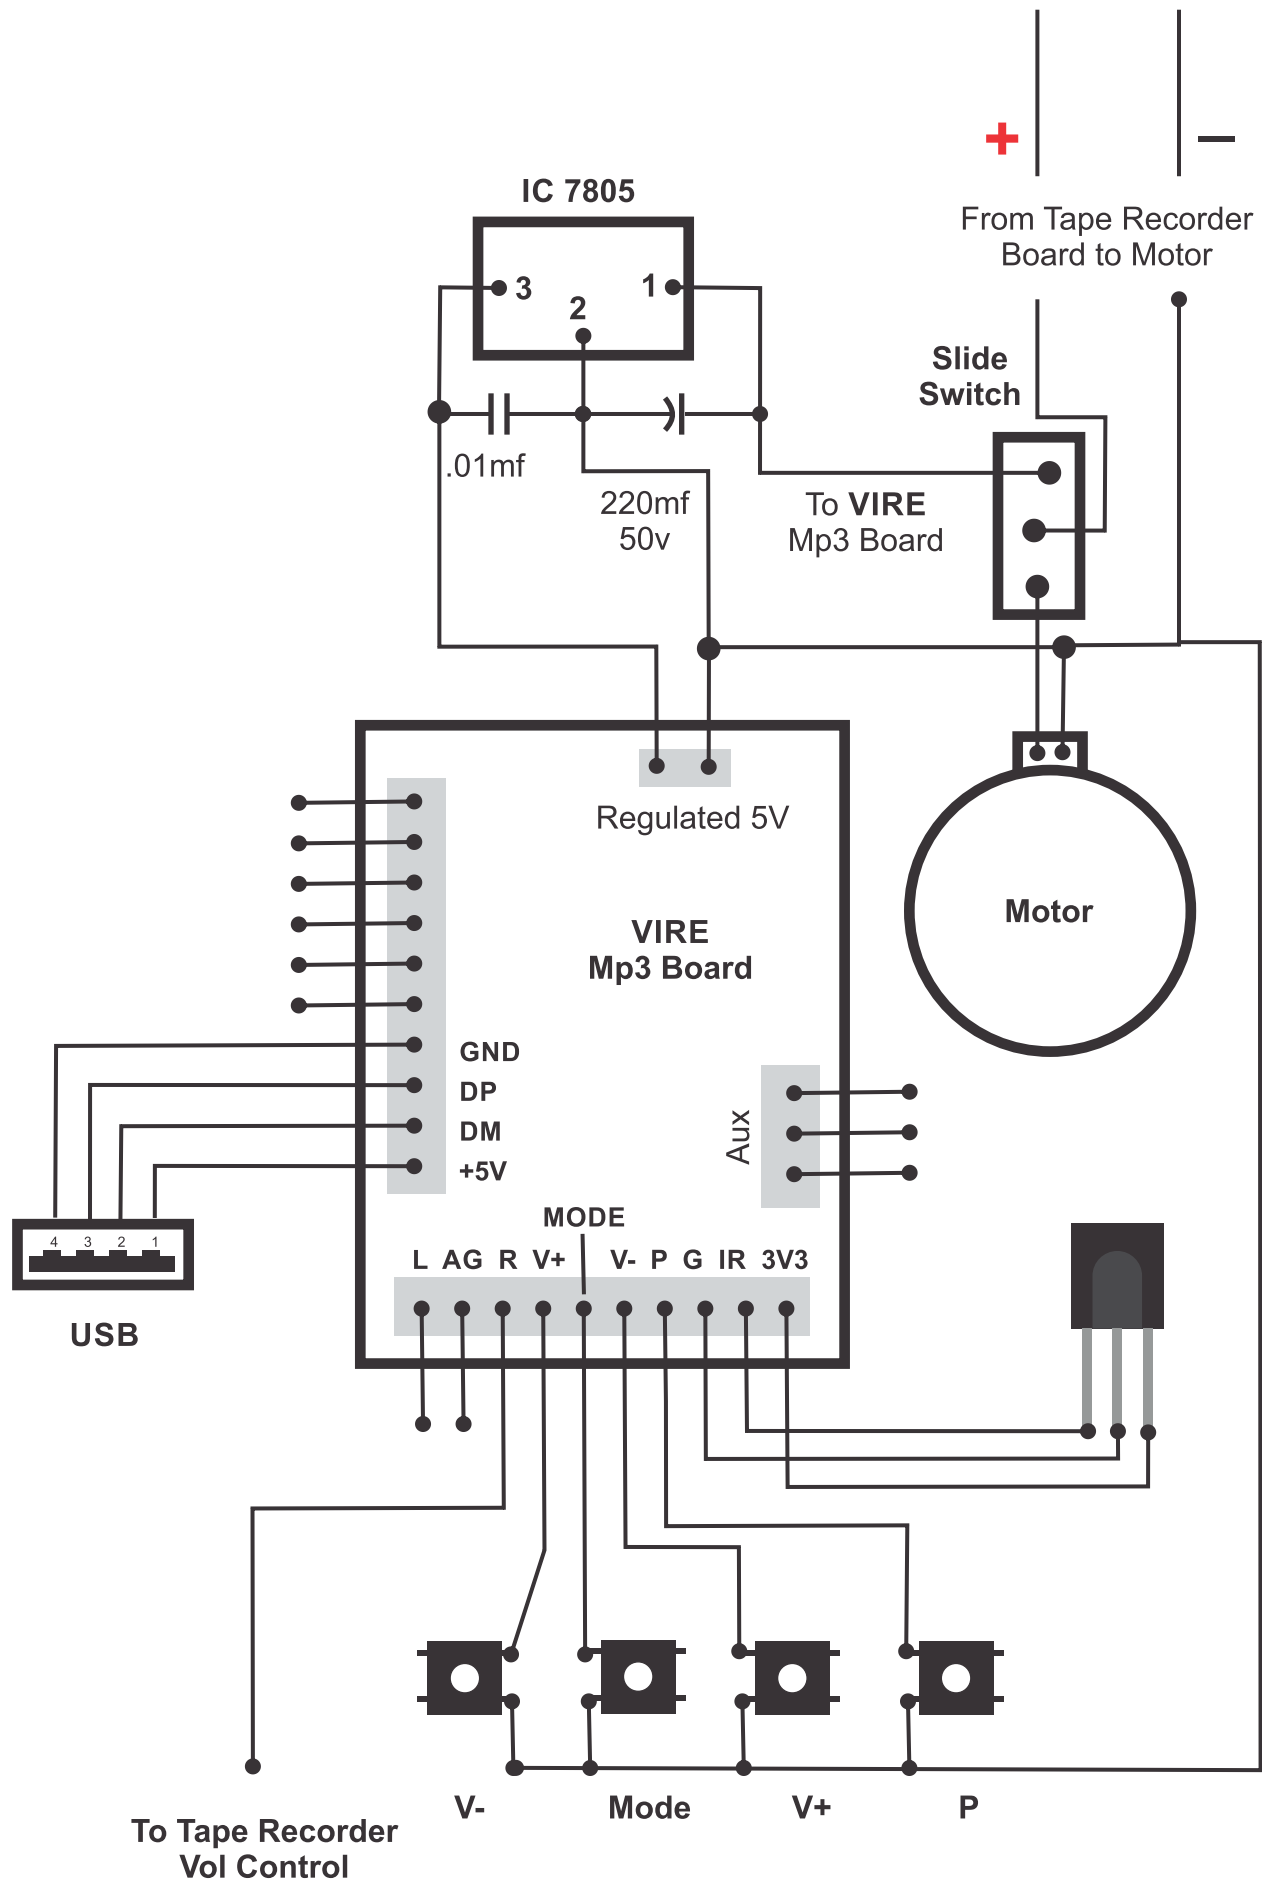 +
—
From Tape Recorder
Board to Motor
IC 7805
3
2
1
.01mf
220mf
50v
Slide
Switch
To VIRE
Mp3 Board
Regulated 5V
VIRE
Mp3 Board
Motor
GND
DP
DM
+5V
Aux
MODE
L AG R V+ V- P G IR 3V3
4 3 2 1
USB
V- Mode V+ P
To Tape Recorder
Vol Control